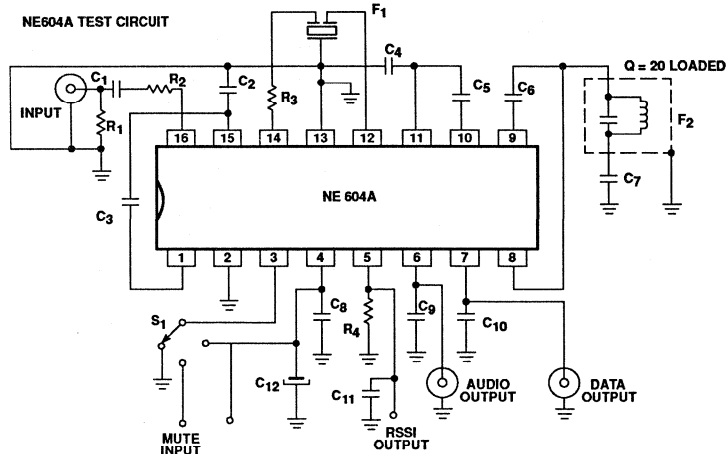 NE604A TEST CIRCUIT
F1
C4
Q = 20 LOADED
C1
R2
C2
R3
C5
C6
F2
INPUT
R1
C7
16 15 14 13 12 11 10 9
NE 604A
C3
1 2 3 4 5 6 7 8
S1
C8
R4
C9
C10
C12
C11
AUDIO
OUTPUT
DATA
OUTPUT
MUTE
INPUT
RSSI
OUTPUT